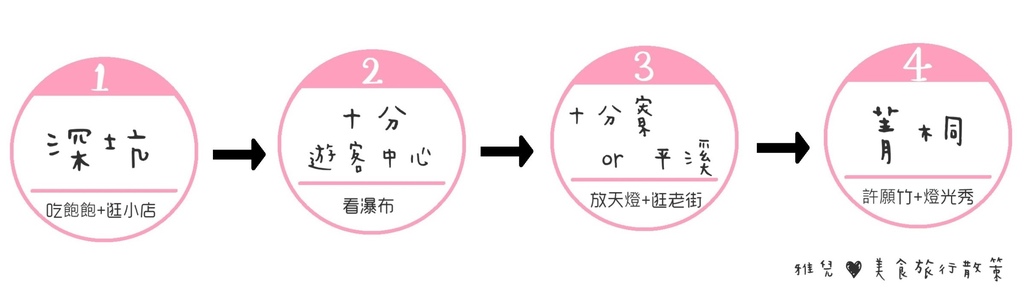 1
深坑
吃飽飽+逛小店
2
十分
遊客中心
看瀑布
3
十分寮
or 平溪
放天燈+逛老街
4
菁桐
許願竹+燈光秀
雅兒♥美食旅行散策